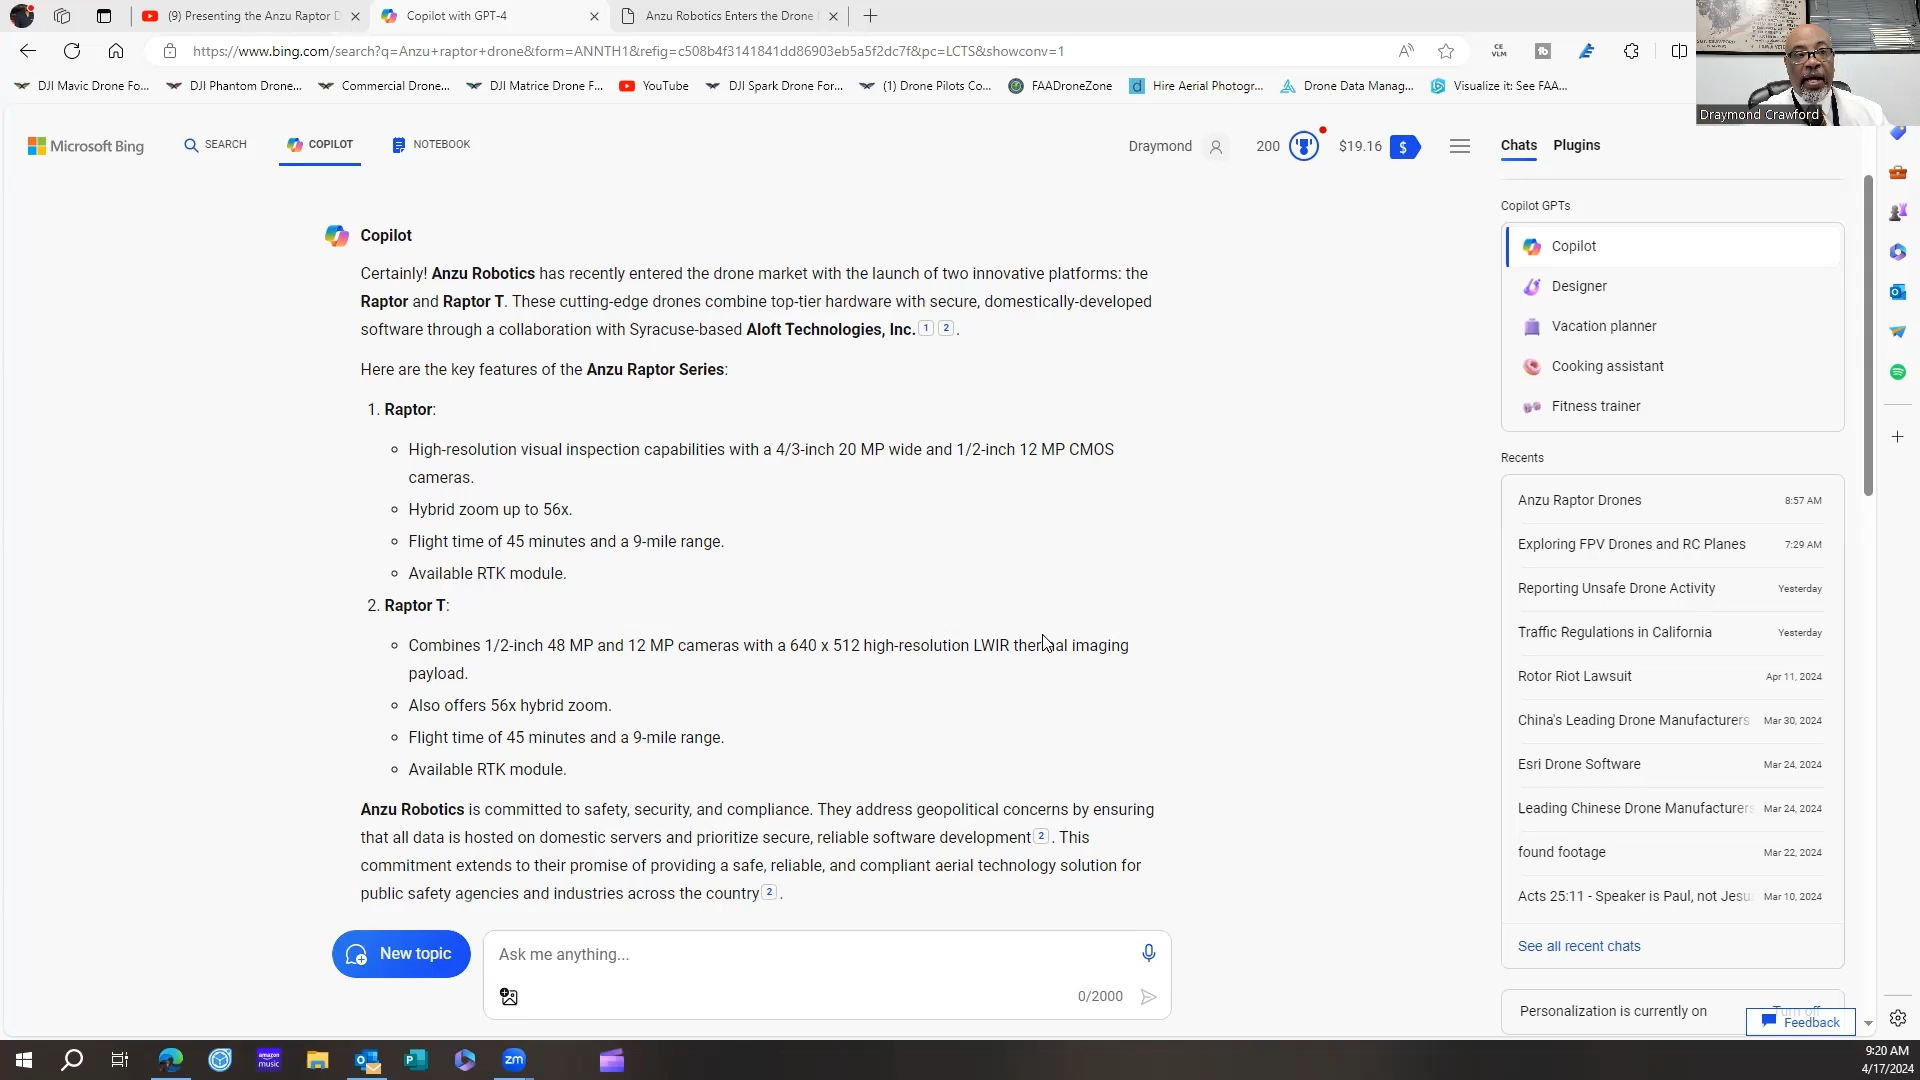 (9) Presenting the Anzu Raptor D
Copilot with GPT-4
Anzu Robotics Enters the Drone
https://www.bing.com/search?q=Anzu+raptor+drone&form=ANNTH1&refig=c508b4f3141841dd86903eb5a5f2dc7f&pc=LCTS&showconv=1
CE
VLM
DJI Mavic Drone Fo...
DJI Phantom Drone...
Commercial Drone...
DJI Matrice Drone F...
YouTube
DJI Spark Drone For...
(1) Drone Pilots Co...
FAADroneZone
Hire Aerial Photogr...
Drone Data Manag...
Visualize it: See FAA...
Draymond Crawford
Microsoft Bing
SEARCH
COPILOT
NOTEBOOK
Draymond
200
$19.16
$
Chats
Plugins
Copilot
Certainly! Anzu Robotics has recently entered the drone market with the launch of two innovative platforms: the
Raptor and Raptor T. These cutting-edge drones combine top-tier hardware with secure, domestically-developed
software through a collaboration with Syracuse-based Aloft Technologies, Inc. 1 2 .
Here are the key features of the Anzu Raptor Series:
1. Raptor:
High-resolution visual inspection capabilities with a 4/3-inch 20 MP wide and 1/2-inch 12 MP CMOS
cameras.
Hybrid zoom up to 56x.
Flight time of 45 minutes and a 9-mile range.
Available RTK module.
2. Raptor T:
Combines 1/2-inch 48 MP and 12 MP cameras with a 640 x 512 high-resolution LWIR thermal imaging
payload.
Also offers 56x hybrid zoom.
Flight time of 45 minutes and a 9-mile range.
Available RTK module.
Anzu Robotics is committed to safety, security, and compliance. They address geopolitical concerns by ensuring
that all data is hosted on domestic servers and prioritize secure, reliable software development 2 . This
commitment extends to their promise of providing a safe, reliable, and compliant aerial technology solution for
public safety agencies and industries across the country 2 .
New topic
Ask me anything...
0/2000
Copilot GPTs
Copilot
Designer
Vacation planner
Cooking assistant
Fitness trainer
Recents
Anzu Raptor Drones 8:57 AM
Exploring FPV Drones and RC Planes 7:29 AM
Reporting Unsafe Drone Activity Yesterday
Traffic Regulations in California Yesterday
Rotor Riot Lawsuit Apr 11, 2024
China's Leading Drone Manufacturers Mar 30, 2024
Esri Drone Software Mar 24, 2024
Leading Chinese Drone Manufacturers Mar 24, 2024
found footage Mar 22, 2024
Acts 25:11 - Speaker is Paul, not Jesu Mar 10, 2024
See all recent chats
Personalization is currently on
Turn off
Feedback
amazon
music
zm
9:20 AM
4/17/2024